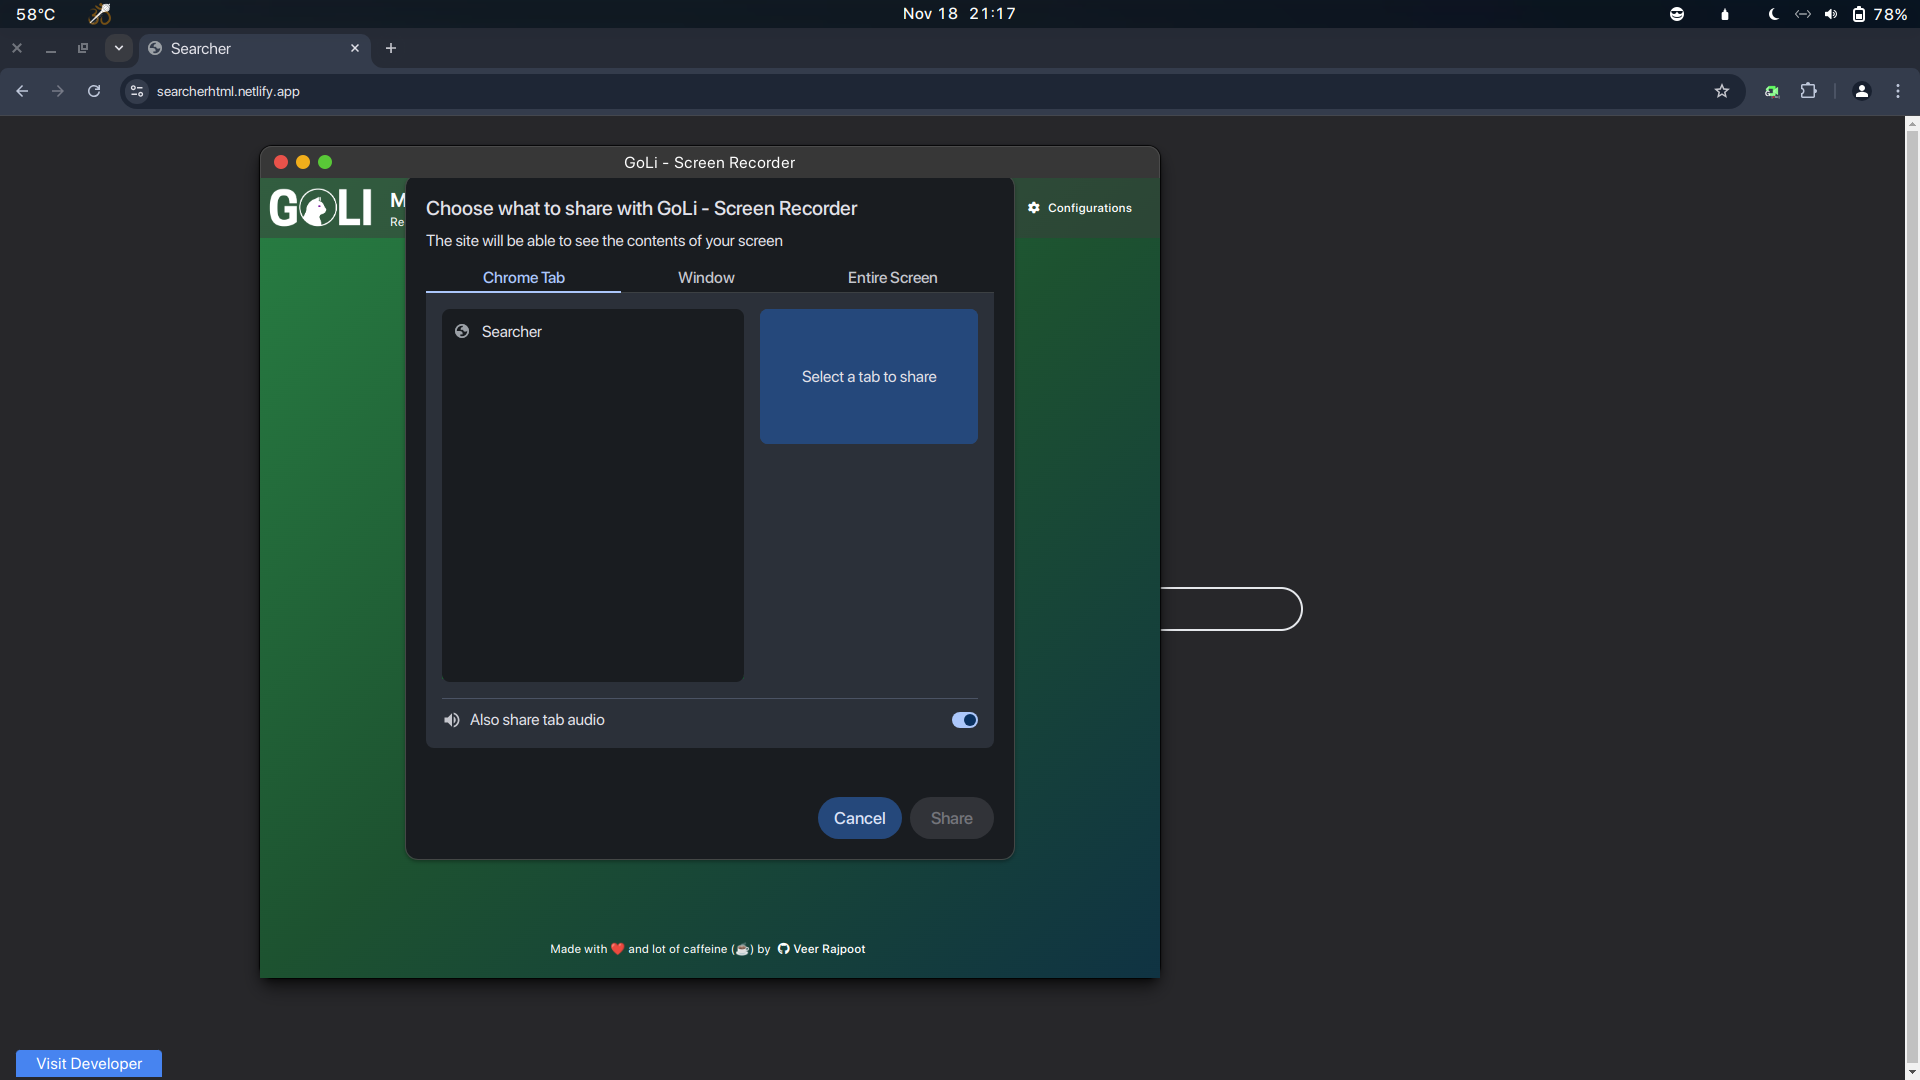 58°C
Nov 18 21:17
78%
Searcher
searcherhtml.netlify.app
GoLi - Screen Recorder
GOLI
M
Re
Configurations
Choose what to share with GoLi - Screen Recorder
The site will be able to see the contents of your screen
Chrome Tab Window Entire Screen
Searcher
Select a tab to share
Also share tab audio
Cancel Share
Made with ❤️ and lot of caffeine (☕) by Veer Rajpoot
Visit Developer